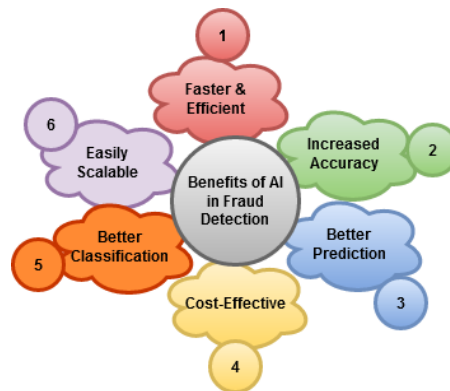 1
Faster &
Efficient
Increased
Accuracy
2
Better
Prediction
3
Cost-Effective
4
Better
Classification
5
Easily
Scalable
6
Benefits of AI
in Fraud
Detection